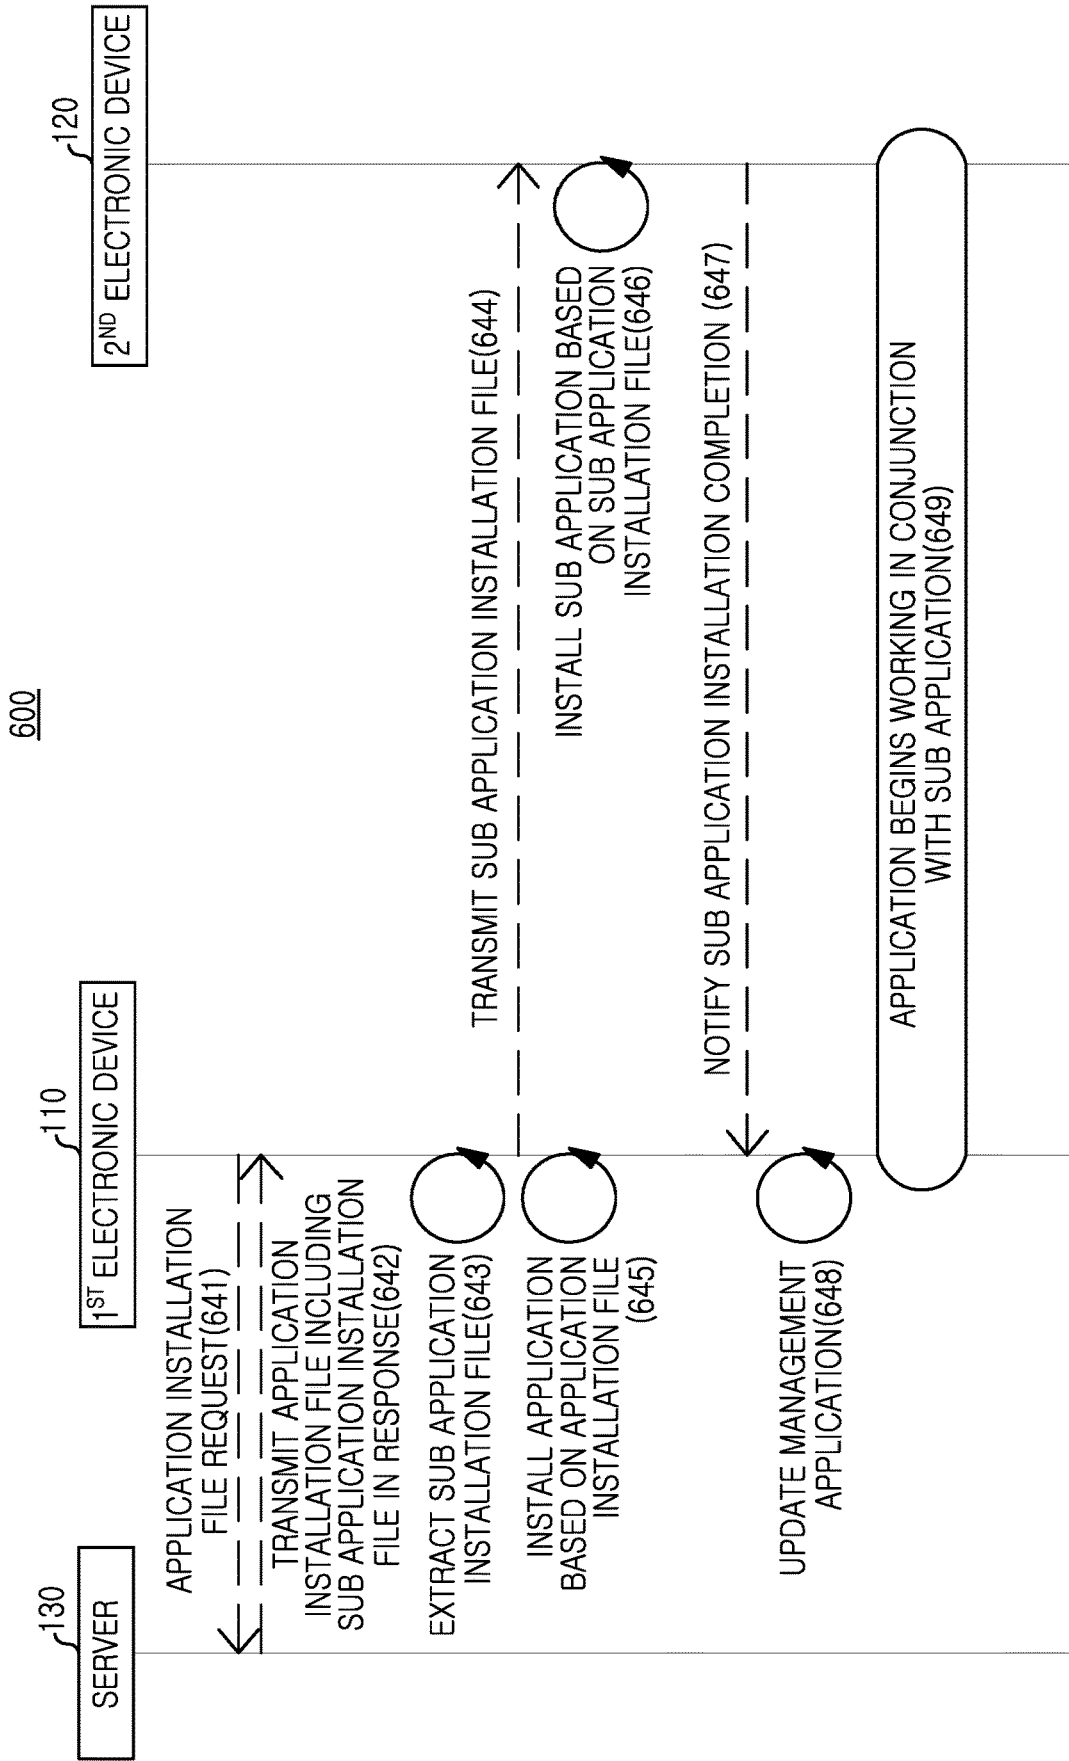 600
130
SERVER
110
1ST ELECTRONIC DEVICE
120
2ND ELECTRONIC DEVICE
APPLICATION INSTALLATION
FILE REQUEST(641)
TRANSMIT APPLICATION
INSTALLATION FILE INCLUDING
SUB APPLICATION INSTALLATION
FILE IN RESPONSE(642)
EXTRACT SUB APPLICATION
INSTALLATION FILE(643)
TRANSMIT SUB APPLICATION INSTALLATION FILE(644)
INSTALL APPLICATION
BASED ON APPLICATION
INSTALLATION FILE
(645)
INSTALL SUB APPLICATION BASED
ON SUB APPLICATION
INSTALLATION FILE(646)
NOTIFY SUB APPLICATION INSTALLATION COMPLETION (647)
UPDATE MANAGEMENT
APPLICATION(648)
APPLICATION BEGINS WORKING IN CONJUNCTION
WITH SUB APPLICATION(649)